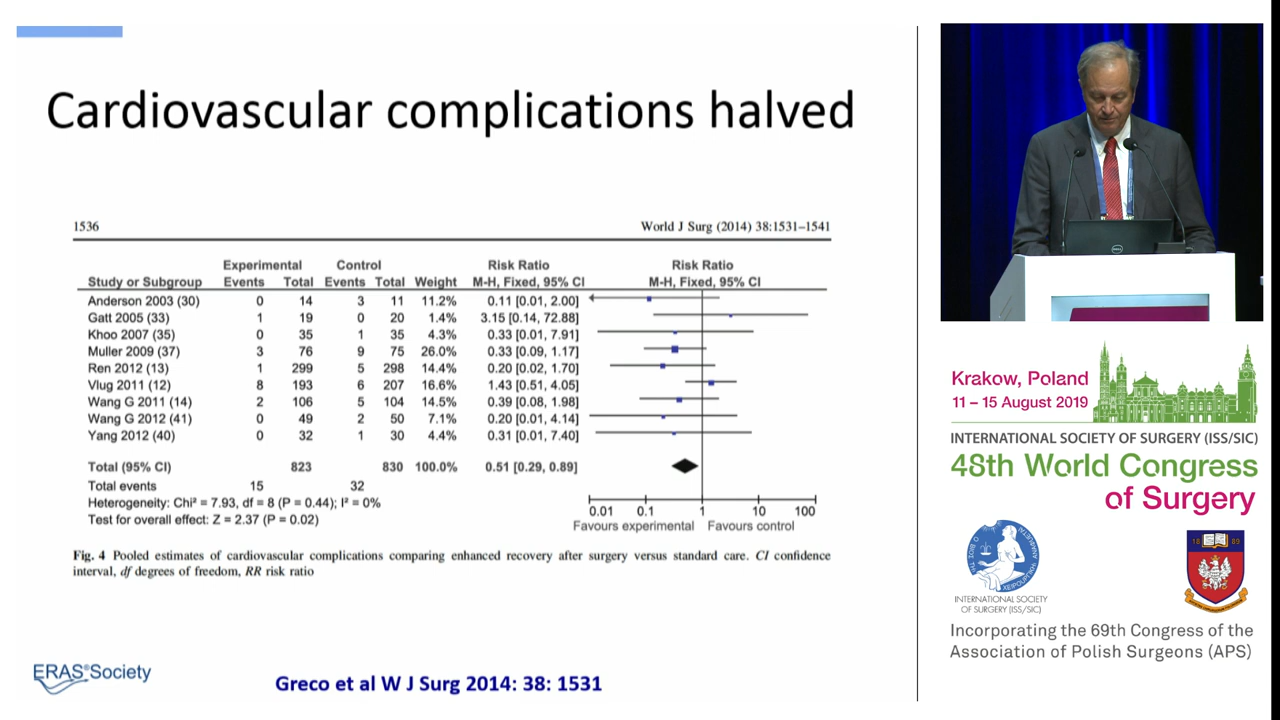 Cardiovascular complications halved
1536 World J Surg (2014) 38:1531–1541
Experimental Control Risk Ratio Risk Ratio
Study or Subgroup Events Total Events Total Weight M-H, Fixed, 95% CI M-H, Fixed, 95% CI
Anderson 2003 (30) 0 14 3 11 11.2% 0.11 [0.01, 2.00]
Gatt 2005 (33) 1 19 0 20 1.4% 3.15 [0.14, 72.88]
Khoo 2007 (35) 0 35 1 35 4.3% 0.33 [0.01, 7.91]
Muller 2009 (37) 3 76 9 75 26.0% 0.33 [0.09, 1.17]
Ren 2012 (13) 1 299 5 298 14.4% 0.20 [0.02, 1.70]
Vlug 2011 (12) 8 193 6 207 16.6% 1.43 [0.51, 4.05]
Wang G 2011 (14) 2 106 5 104 14.5% 0.39 [0.08, 1.98]
Wang G 2012 (41) 0 49 2 50 7.1% 0.20 [0.01, 4.14]
Yang 2012 (40) 0 32 1 30 4.4% 0.31 [0.01, 7.40]
Total (95% CI) 823 830 100.0% 0.51 [0.29, 0.89]
Total events 15 32
Heterogeneity: Chi² = 7.93, df = 8 (P = 0.44); I² = 0%
Test for overall effect: Z = 2.37 (P = 0.02)
0.01 0.1 1 10 100
Favours experimental Favours control
Fig. 4 Pooled estimates of cardiovascular complications comparing enhanced recovery after surgery versus standard care. CI confidence
interval, df degrees of freedom, RR risk ratio
ERAS®Society
Greco et al W J Surg 2014: 38: 1531
DELL
Krakow, Poland
11 – 15 August 2019
INTERNATIONAL SOCIETY OF SURGERY (ISS/SIC)
48th World Congress
of Surgery
INTERNATIONAL SOCIETY
OF SURGERY (ISS/SIC)
18 89
Incorporating the 69th Congress of the
Association of Polish Surgeons (APS)